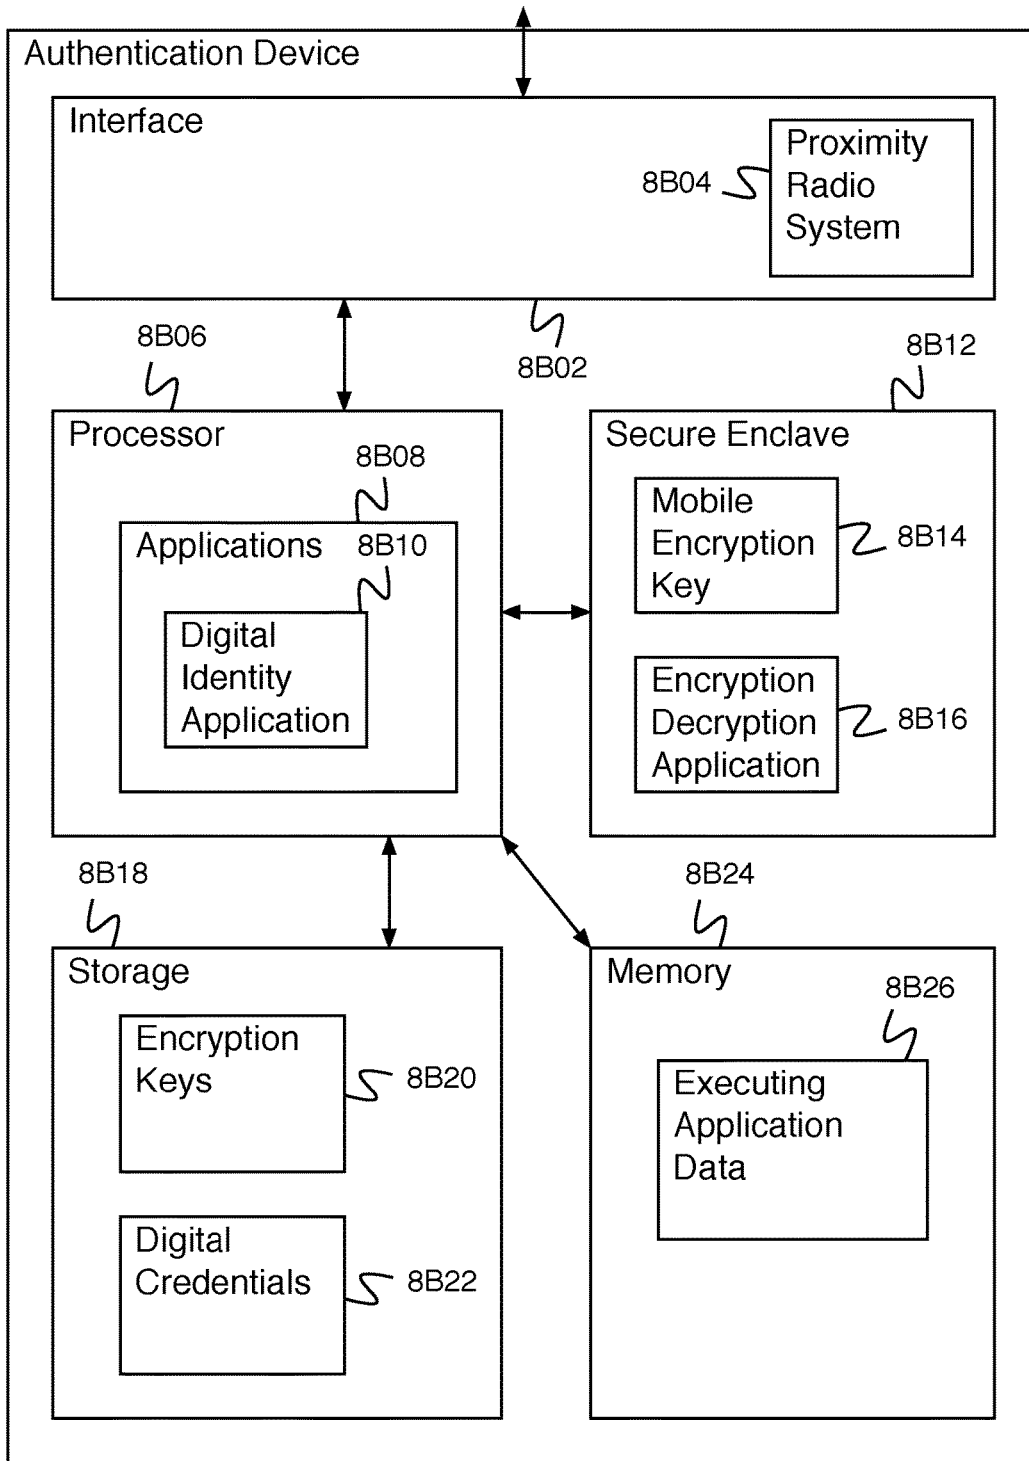 Authentication Device
Interface
Proximity
Radio
System
8B04
8B02
8B06
Processor
8B08
Applications
8B10
Digital
Identity
Application
8B12
Secure Enclave
Mobile
Encryption
Key
8B14
Encryption
Decryption
Application
8B16
8B18
Storage
Encryption
Keys
8B20
Digital
Credentials
8B22
8B24
Memory
8B26
Executing
Application
Data